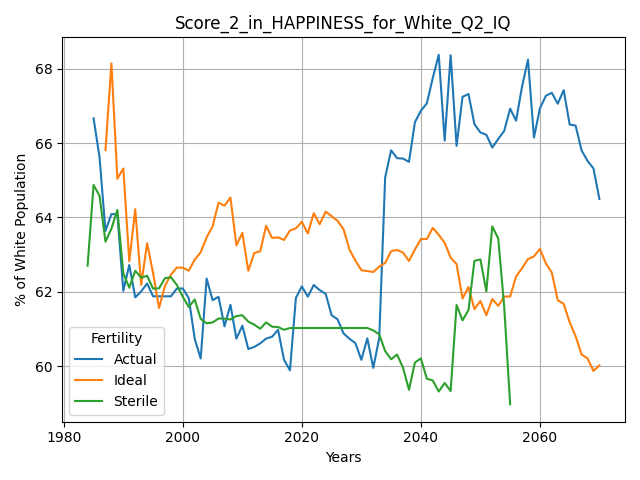 Score_2_in_HAPPINESS_for_White_Q2_IQ
% of White Population
68
66
64
62
60
Fertility
Actual
Ideal
Sterile
1980
2000
2020
2040
2060
Years